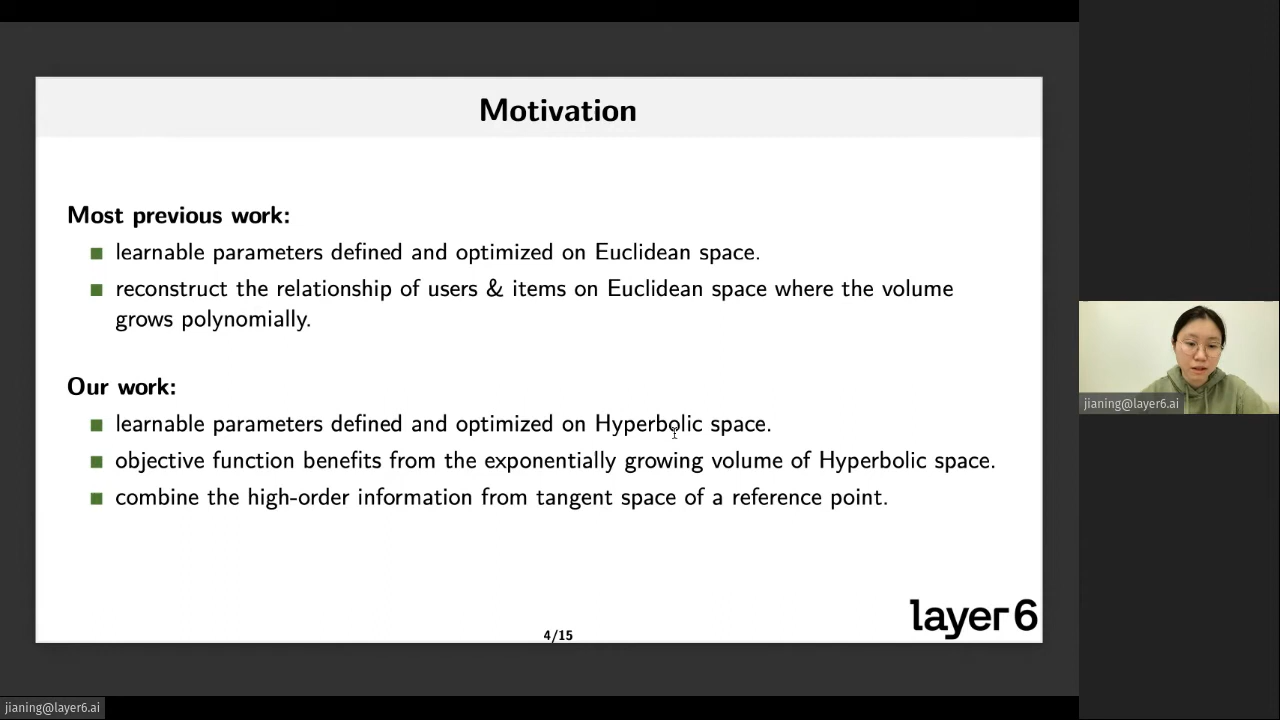 Motivation
Most previous work:
learnable parameters defined and optimized on Euclidean space.
reconstruct the relationship of users & items on Euclidean space where the volume
grows polynomially.
Our work:
learnable parameters defined and optimized on Hyperbolic space.
objective function benefits from the exponentially growing volume of Hyperbolic space.
combine the high-order information from tangent space of a reference point.
layer 6
4/15
jianing@layer6.ai
jianing@layer6.ai